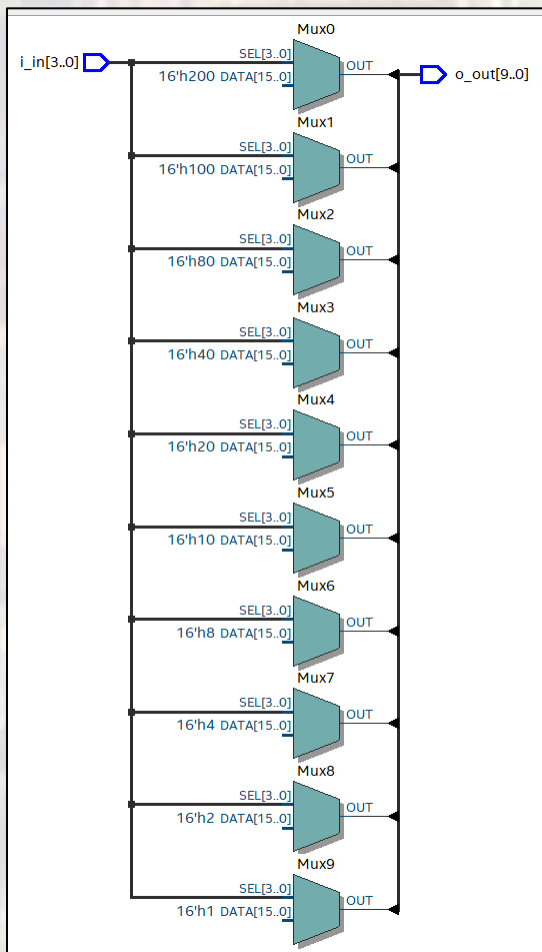 Mux0
i_in[3..0]
SEL[3..0]
OUT
o_out[9..0]
16'h200 DATA[15..0]
Mux1
SEL[3..0]
OUT
16'h100 DATA[15..0]
Mux2
SEL[3..0]
OUT
16'h80 DATA[15..0]
Mux3
SEL[3..0]
OUT
16'h40 DATA[15..0]
Mux4
SEL[3..0]
OUT
16'h20 DATA[15..0]
Mux5
SEL[3..0]
OUT
16'h10 DATA[15..0]
Mux6
SEL[3..0]
OUT
16'h8 DATA[15..0]
Mux7
SEL[3..0]
OUT
16'h4 DATA[15..0]
Mux8
SEL[3..0]
OUT
16'h2 DATA[15..0]
Mux9
SEL[3..0]
OUT
16'h1 DATA[15..0]